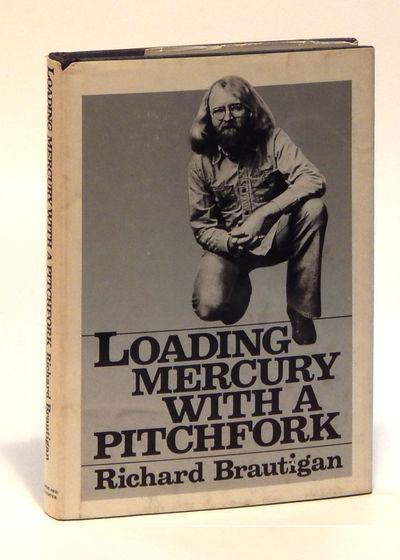 LOADING
MERCURY
WITH A
PITCHFORK
Richard Brautigan
LOADING MERCURY WITH A PITCHFORK Richard Brautigan